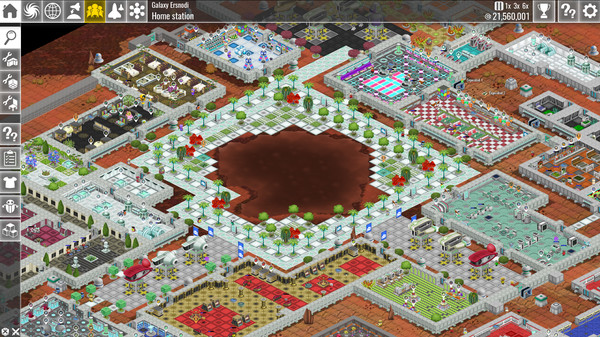 Galaxy Ersnodi
Home station
1x 3x 6x
21,560,001
??
??